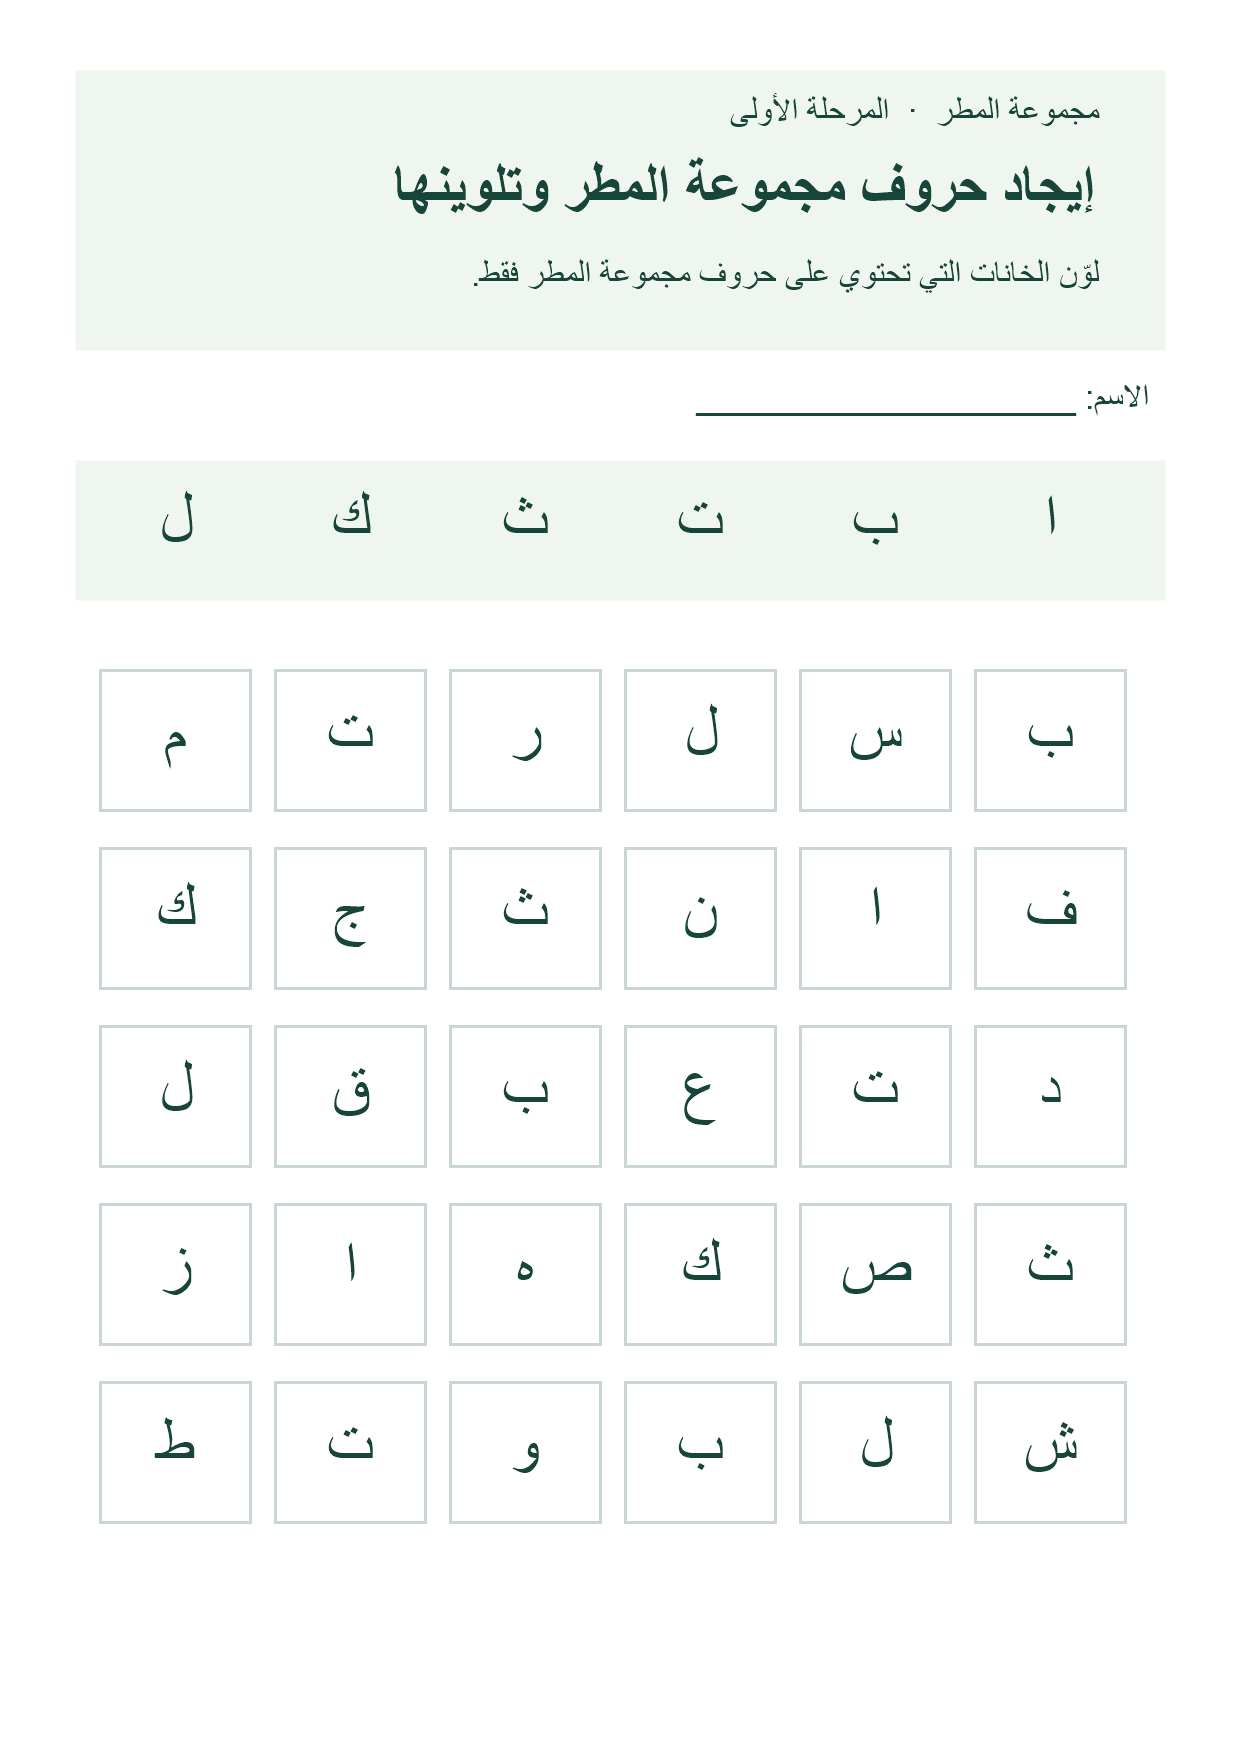 مجموعة المطر · المرحلة الأولى
إيجاد حروف مجموعة المطر وتلوينها
لوّن الخانات التي تحتوي على حروف مجموعة المطر فقط.
الاسم: ____________________
ا ب ت ث ك ل
ب س ل ر ت م
ف ا ن ث ج ك
د ت ع ب ق ل
ث ص ك ه ا ز
ش ل ب و ت ط